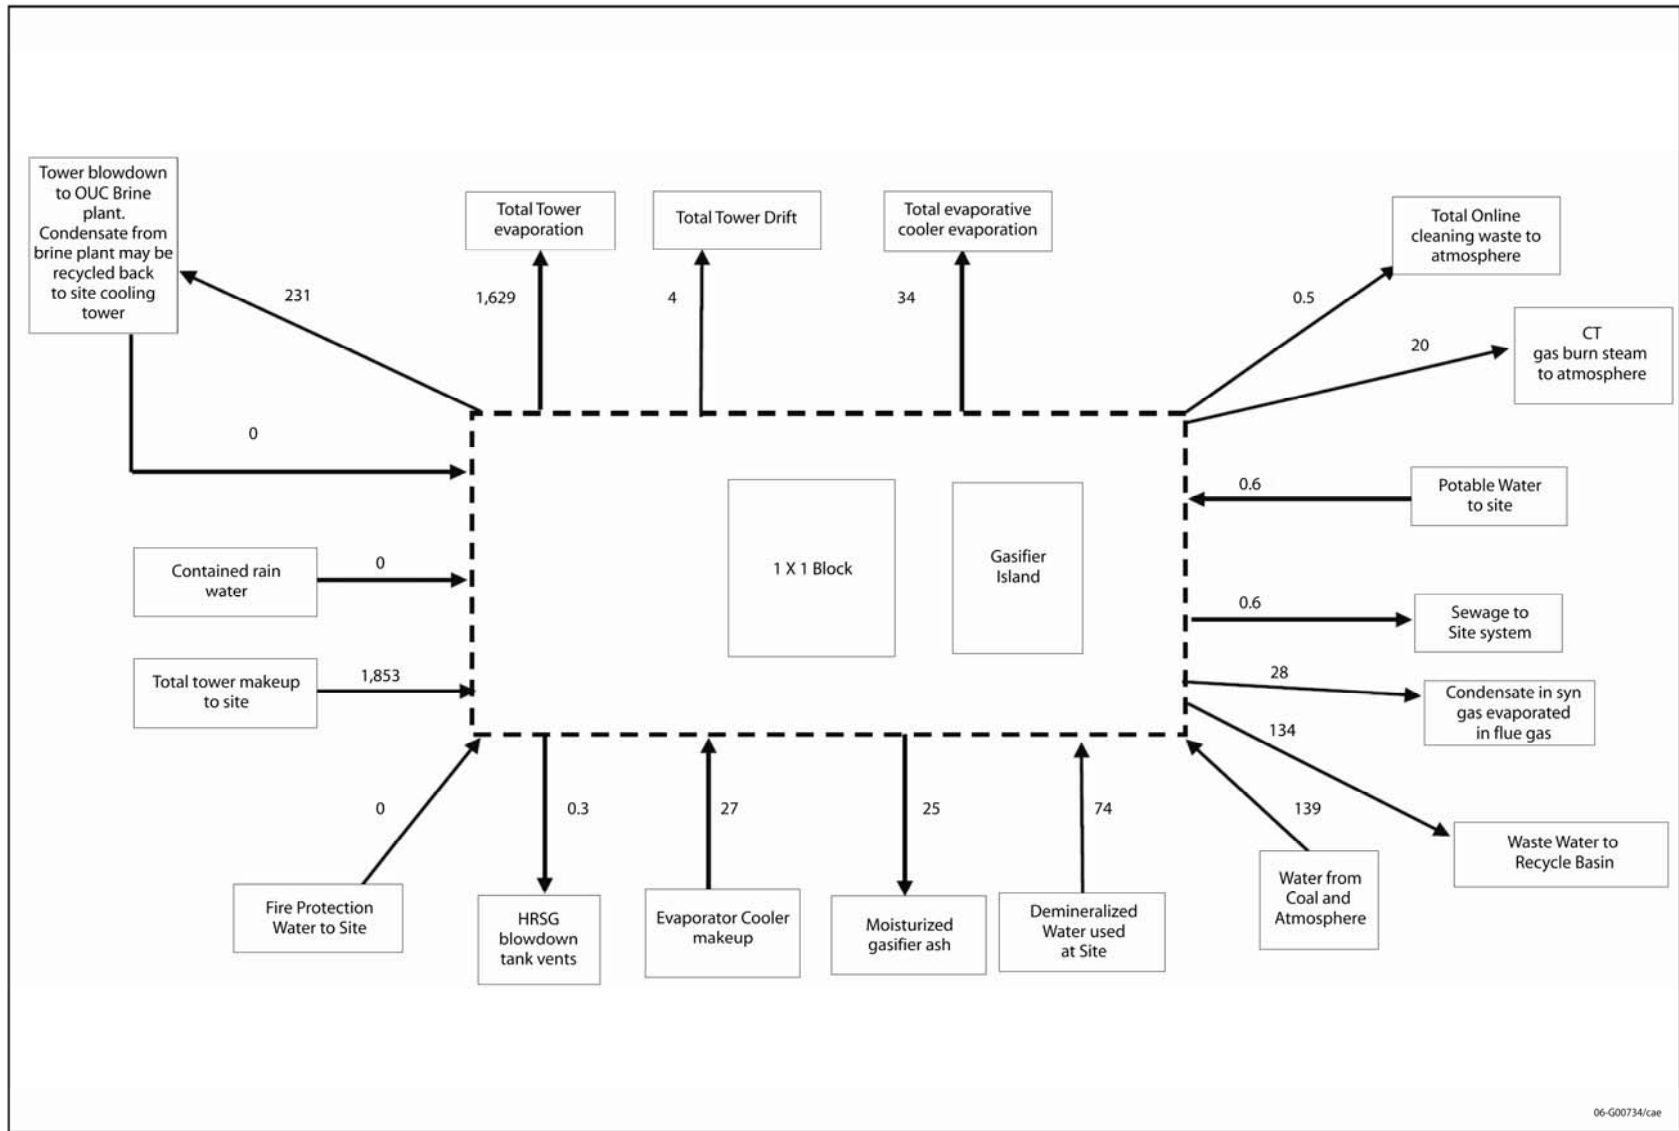 Tower blowdown
to OUC Brine
plant.
Condensate from
brine plant may be
recycled back
to site cooling
tower
231
0
Total Tower
evaporation
1,629
Total Tower Drift
4
Total evaporative
cooler evaporation
34
Total Online
cleaning waste to
atmosphere
0.5
CT
gas burn steam
to atmosphere
20
Potable Water
to site
0.6
Contained rain
water
0
1 X 1 Block
Gasifier
Island
Sewage to
Site system
0.6
Total tower makeup
to site
1,853
Condensate in syn
gas evaporated
in flue gas
28
134
Waste Water to
Recycle Basin
0
Fire Protection
Water to Site
0.3
HRSG
blowdown
tank vents
27
Evaporator Cooler
makeup
25
Moisturized
gasifier ash
74
Demineralized
Water used
at Site
139
Water from
Coal and
Atmosphere
06-G00734/cae